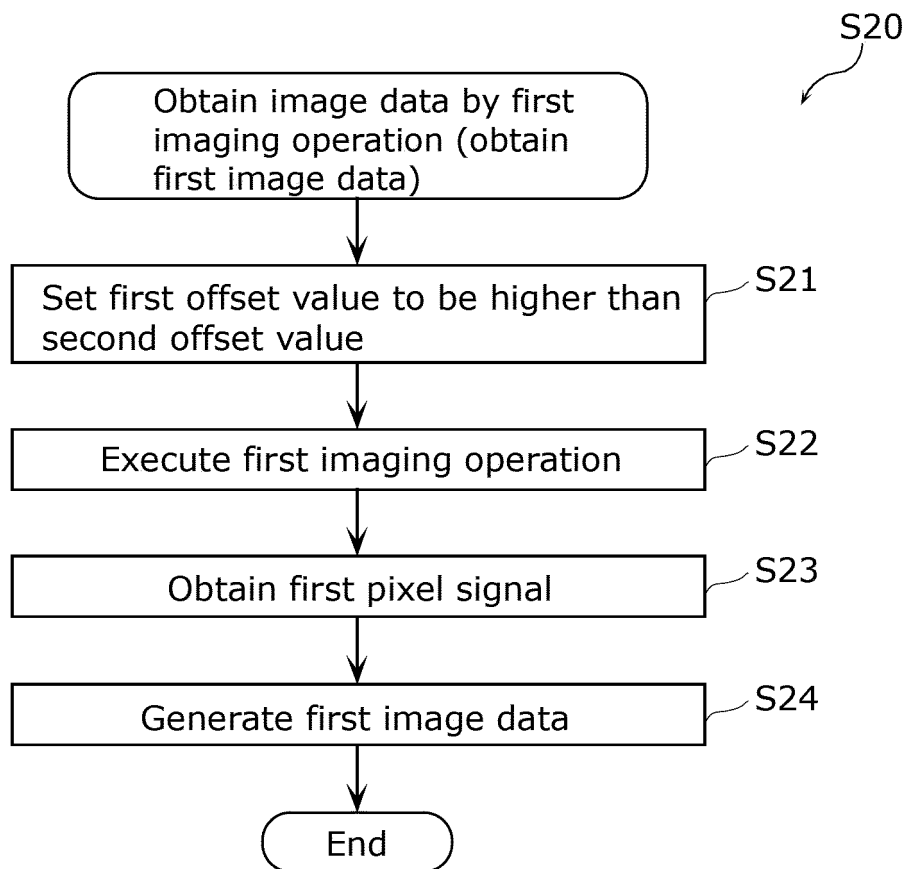 S20
Obtain image data by first
imaging operation (obtain
first image data)
Set first offset value to be higher than
second offset value
S21
Execute first imaging operation
S22
Obtain first pixel signal
S23
Generate first image data
S24
End